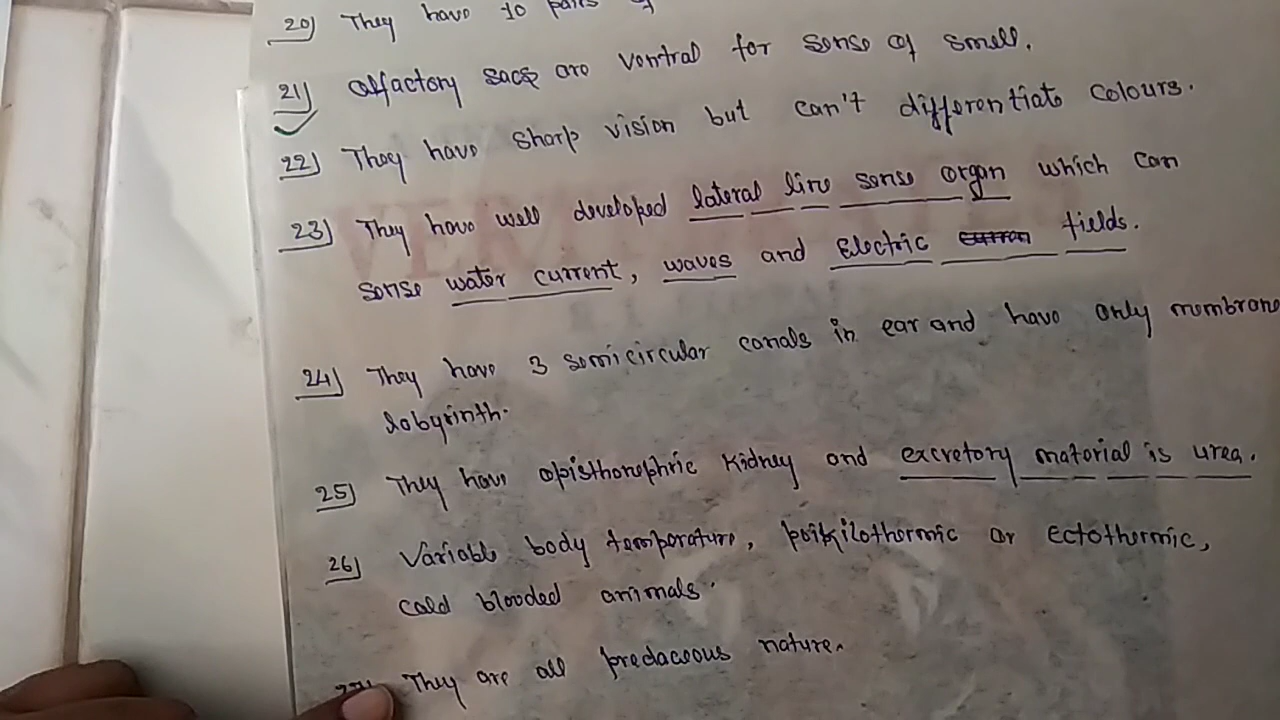 20) They have 10 pairs of
21) Olfactory sacs are ventral for sense of smell.
22) They have sharp vision but can't differentiate colours.
23) They have well developed lateral line sense organ which can
sense water current, waves and Electric fields.
24) They have 3 semicircular canals in ear and have only membrane
labyrinth.
25) They have opisthonephric kidney and excretory material is urea.
26) Variable body temperature, poikilothermic or Ectothermic,
cold blooded animals.
They are all predaceous nature.